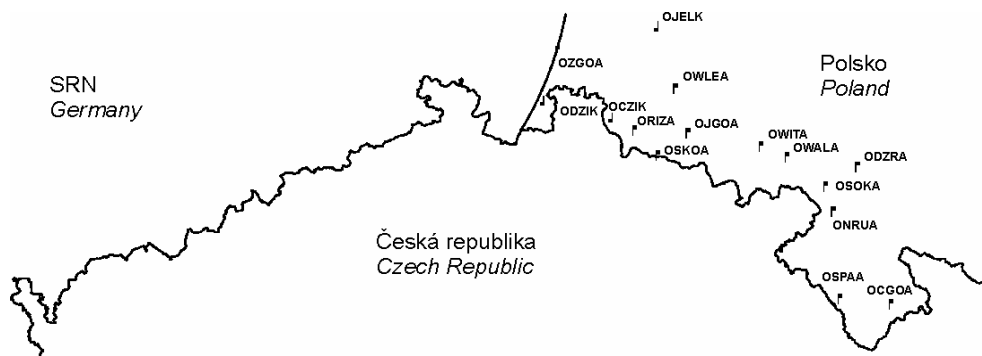 OJELK
OZGOA
SRN
Germany
Polsko
Poland
OWLEA
ODZIK
OCZIK
ORIZA
OJGOA
OSKOA
OWITA
OWALA
ODZRA
OSOKA
ONRUA
Česká republika
Czech Republic
OSPAA
OCGOA